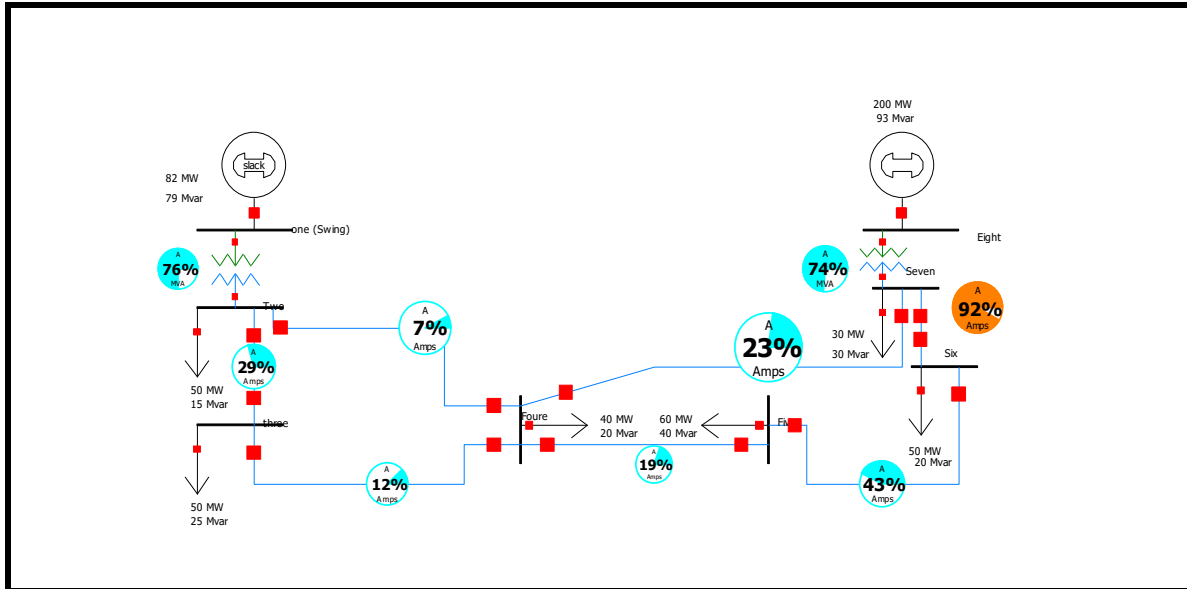 200 MW
93 Mvar
slack
82 MW
79 Mvar
one (Swing)
Eight
A
76%
MVA
A
74%
MVA
Seven
Two
A
92%
Amps
A
7%
Amps
A
23%
Amps
30 MW
30 Mvar
A
29%
Amps
Six
50 MW
15 Mvar
three
Foure
40 MW
20 Mvar
60 MW
40 Mvar
50 MW
20 Mvar
A
19%
Amps
A
12%
Amps
A
43%
Amps
50 MW
25 Mvar